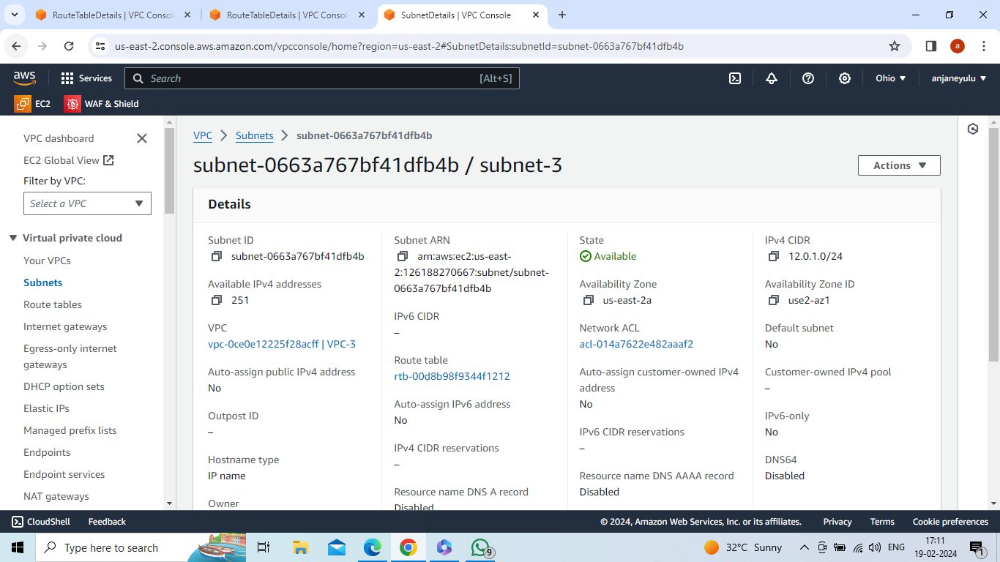 RouteTableDetails | VPC Conso
RouteTableDetails | VPC Conso
SubnetDetails | VPC Console
us-east-2.console.aws.amazon.com/vpcconsole/home?region=us-east-2#SubnetDetails:subnetId=subnet-0663a767bf41dfb4b
a
aws
Services
Search
[Alt+S]
Ohio
anjaneyulu
EC2
WAF & Shield
VPC dashboard
EC2 Global View
Filter by VPC:
Select a VPC
Virtual private cloud
Your VPCs
Subnets
Route tables
Internet gateways
Egress-only internet
gateways
DHCP option sets
Elastic IPs
Managed prefix lists
Endpoints
Endpoint services
NAT gateways
VPC
Subnets
subnet-0663a767bf41dfb4b
subnet-0663a767bf41dfb4b / subnet-3
Actions
Details
Subnet ID
subnet-0663a767bf41dfb4b
Available IPv4 addresses
251
VPC
vpc-0ce0e12225f28acff | VPC-3
Auto-assign public IPv4 address
No
Outpost ID
–
Hostname type
IP name
Owner
Subnet ARN
arn:aws:ec2:us-east-
2:126188270667:subnet/subnet-
0663a767bf41dfb4b
IPv6 CIDR
–
Route table
rtb-00d8b98f9344f1212
Auto-assign IPv6 address
No
IPv4 CIDR reservations
–
Resource name DNS A record
Disabled
State
Available
Availability Zone
us-east-2a
Network ACL
acl-014a7622e482aaaf2
Auto-assign customer-owned IPv4
address
No
IPv6 CIDR reservations
–
Resource name DNS AAAA record
Disabled
IPv4 CIDR
12.0.1.0/24
Availability Zone ID
use2-az1
Default subnet
No
Customer-owned IPv4 pool
–
IPv6-only
No
DNS64
Disabled
CloudShell
Feedback
© 2024, Amazon Web Services, Inc. or its affiliates.
Privacy
Terms
Cookie preferences
Type here to search
9
32°C Sunny
ENG
17:11
19-02-2024
1